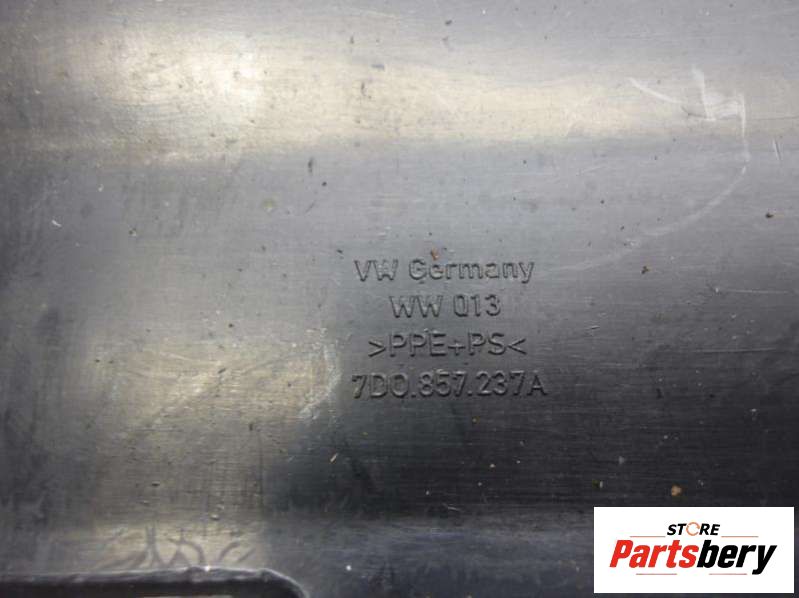 VW Germany
WW 013
>PPE+PS<
7D0.857.237A
STORE
Partsbery